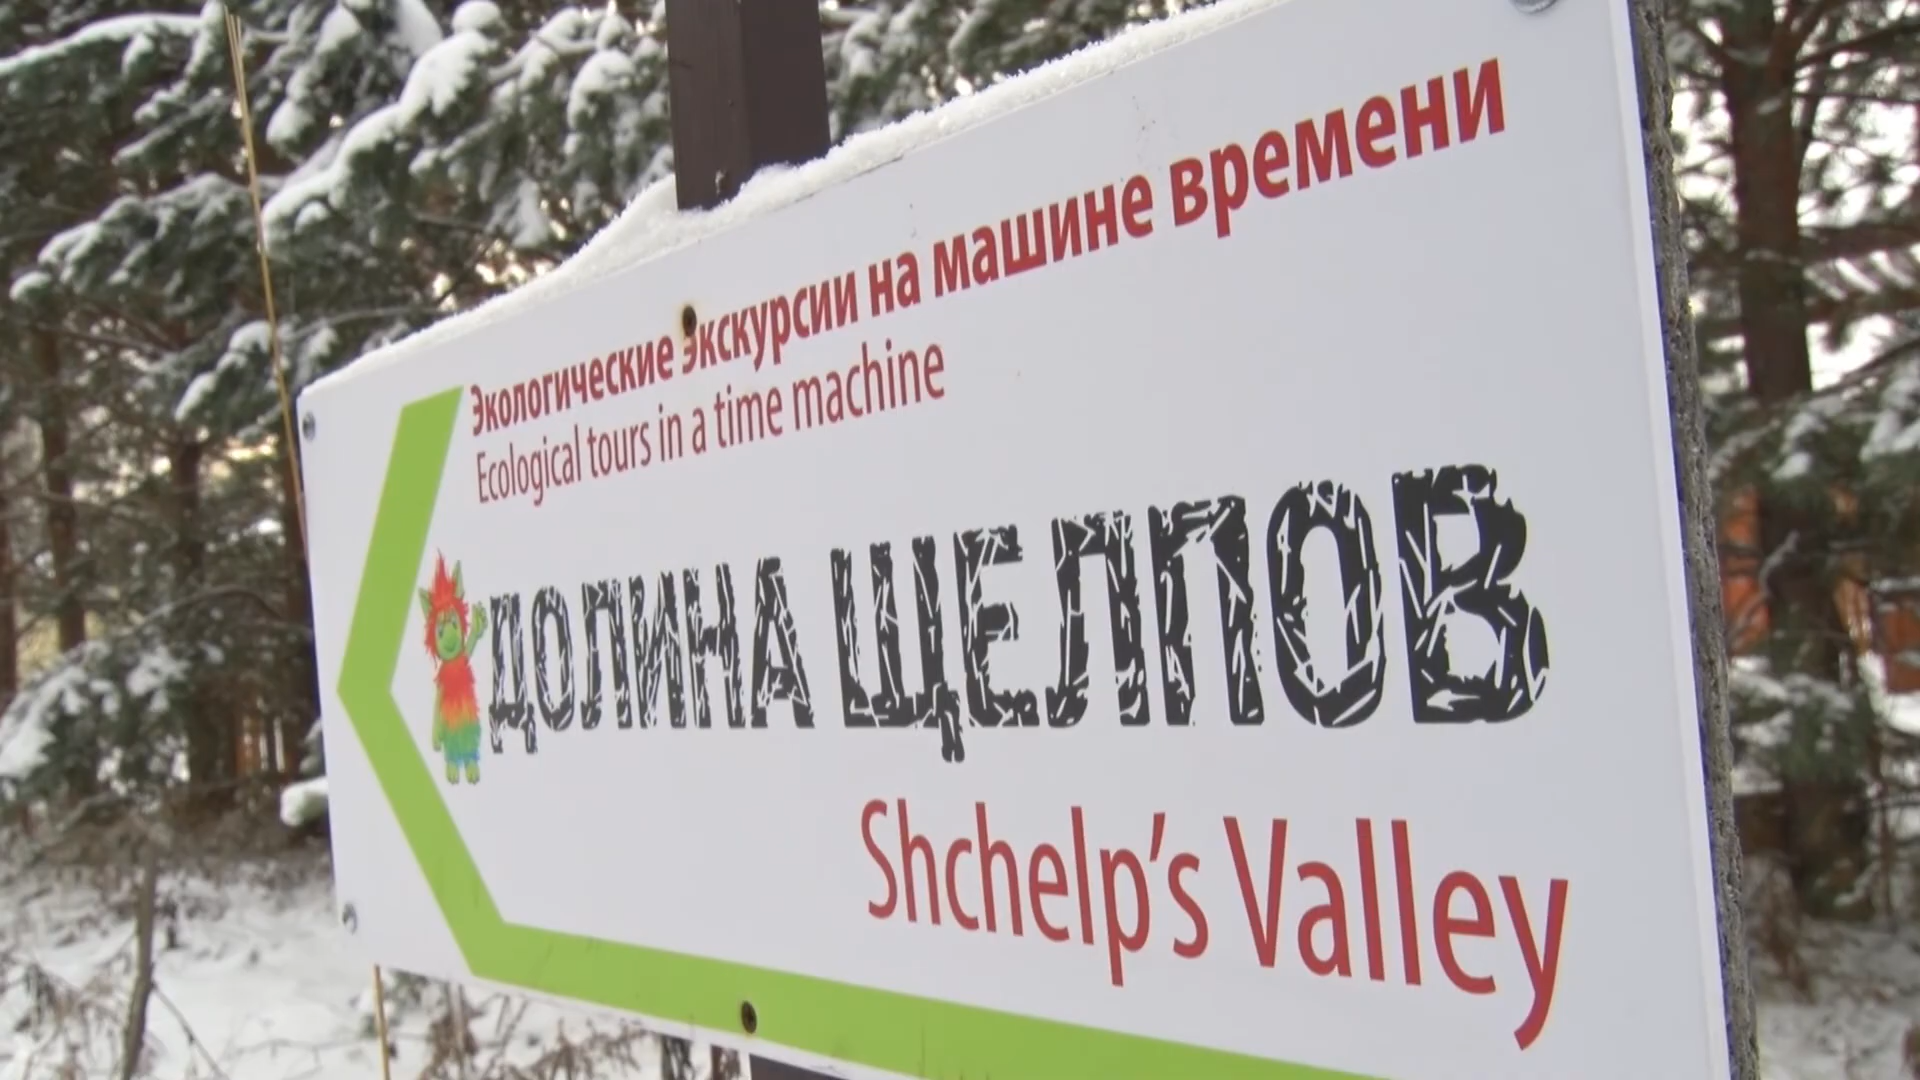 Экологические экскурсии на машине времени
Ecological tours in a time machine
ДОЛИНА ЩЕЛПОВ
Shchelp's Valley